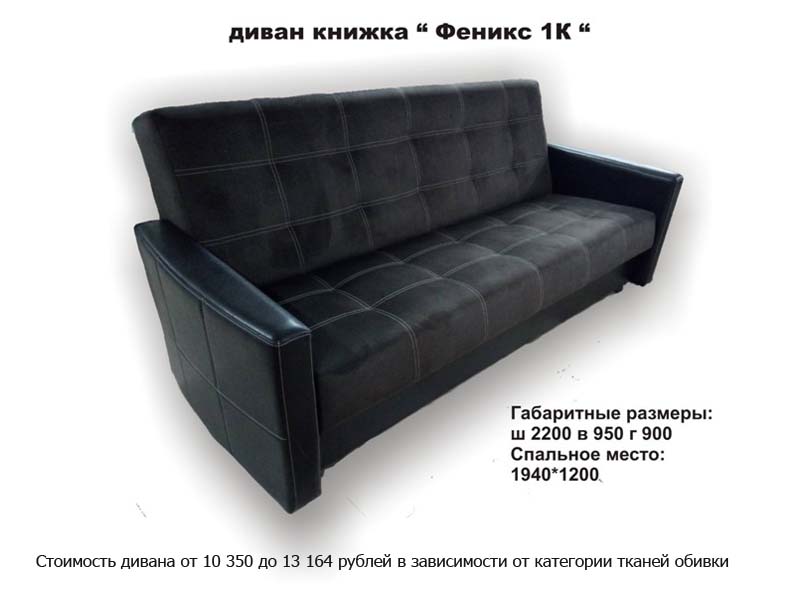 диван книжка “ Феникс 1К “
Габаритные размеры:
ш 2200 в 950 г 900
Спальное место:
1940*1200
Стоимость дивана от 10 350 до 13 164 рублей в зависимости от категории тканей обивки